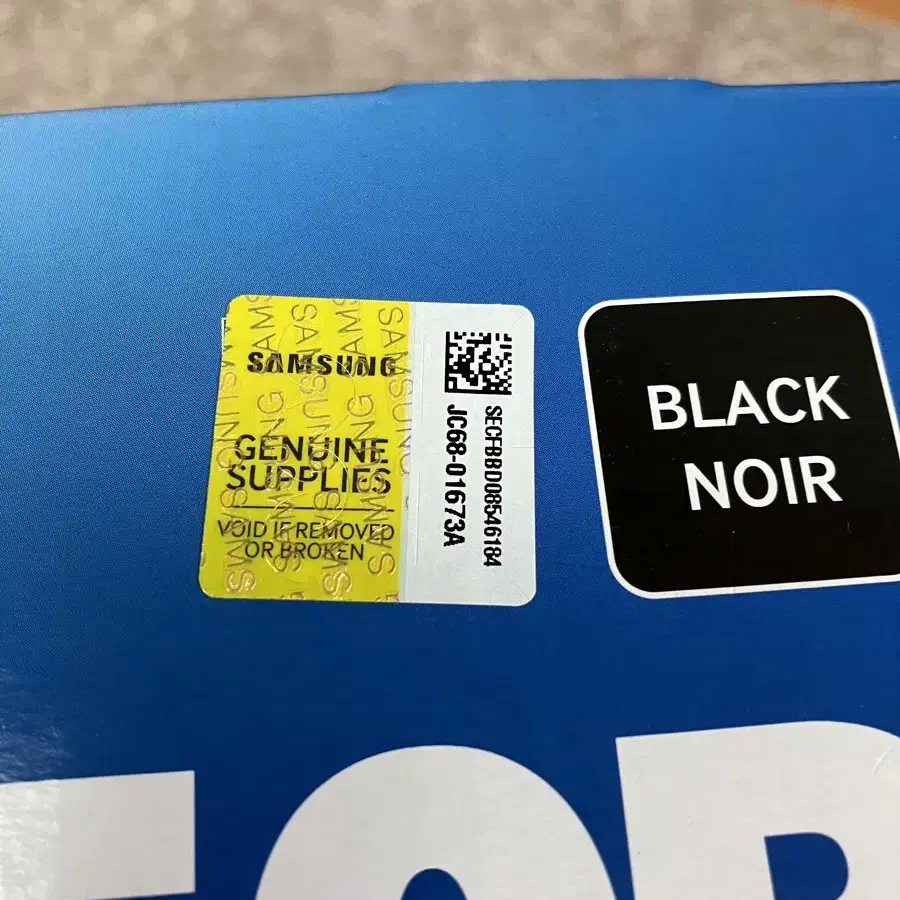 SAMSUNG
GENUINE
SUPPLIES
VOID IF REMOVED
OR BROKEN
SECFBBD08546184
JC68-01673A
BLACK
NOIR